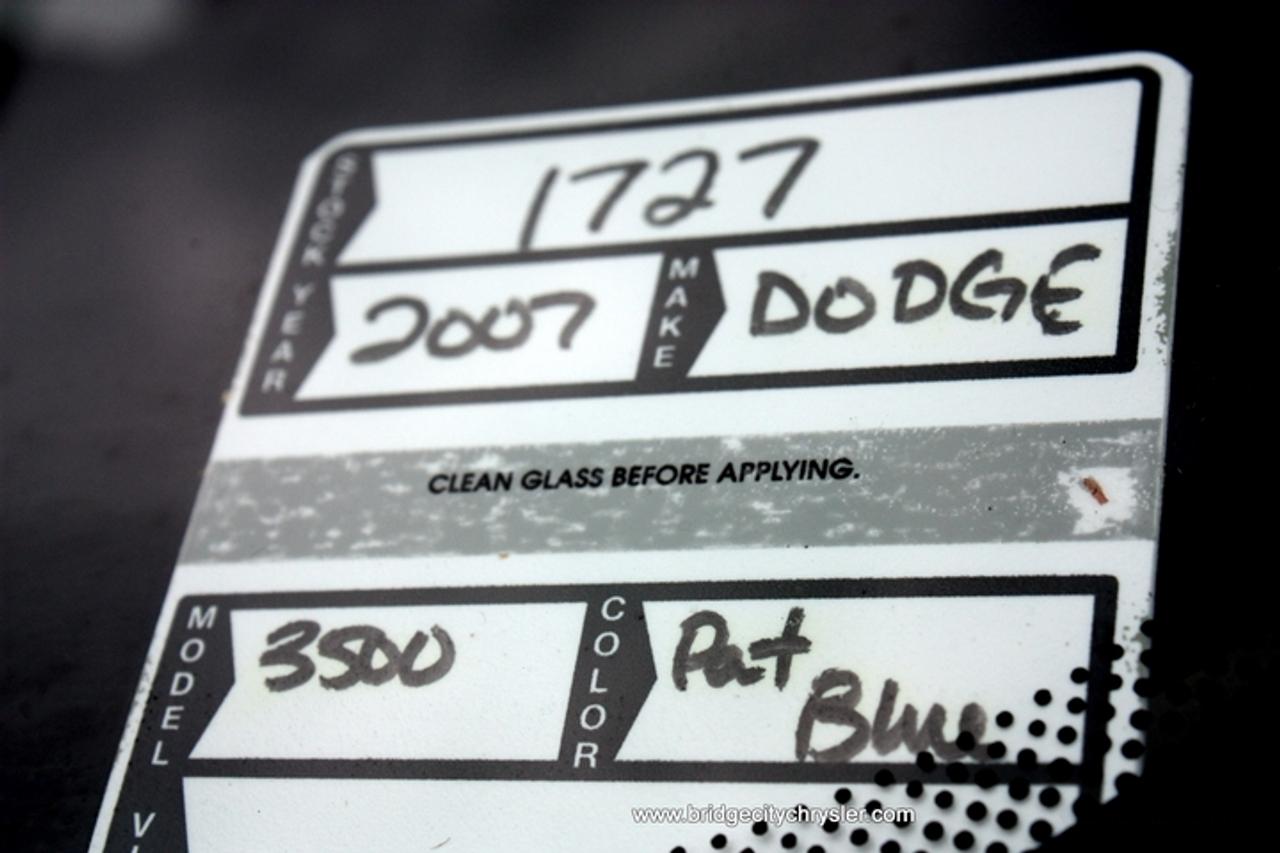 STOCK 1727
YEAR 2007 MAKE DODGE
CLEAN GLASS BEFORE APPLYING.
MODEL 3500 COLOR Pat
Blue
www.bridgecitychrysler.com